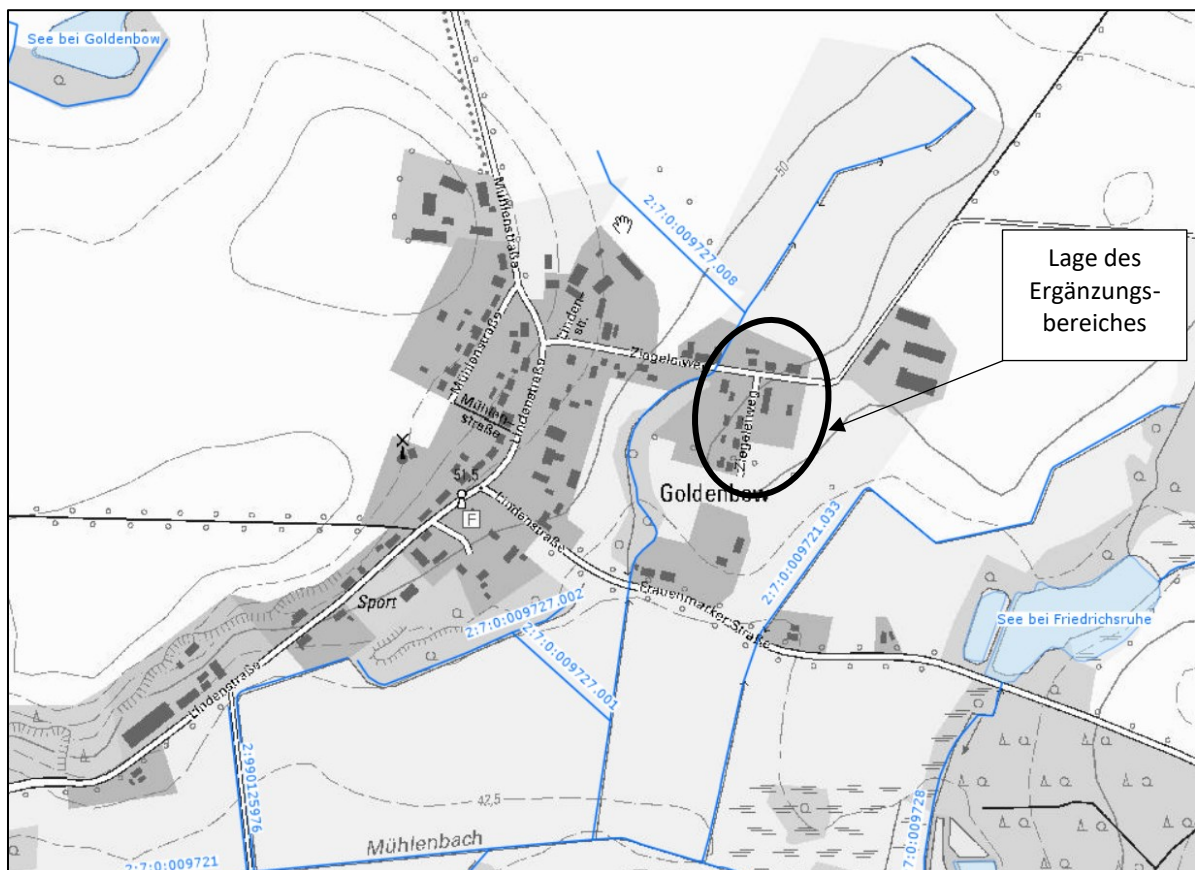 See bei Goldenbow
Mühlenstraße
2:7:0:009727.008
50
Lage des
Ergänzungs-
bereiches
Linden-
str.
Mühlenstraße
Lindenstraße
Ziegeleiweg
Mühlen-
straße
Ziegeleiweg
51,5
Goldenbow
F
Lindenstraße
2:7:0:009721.033
Frauenmarker Straße
Sport
2:7:0:009727.002
2:7:0:009727.001
See bei Friedrichsruhe
Lindenstraße
2:990125976
42,5
Mühlenbach
7:0:009728
2:7:0:009721